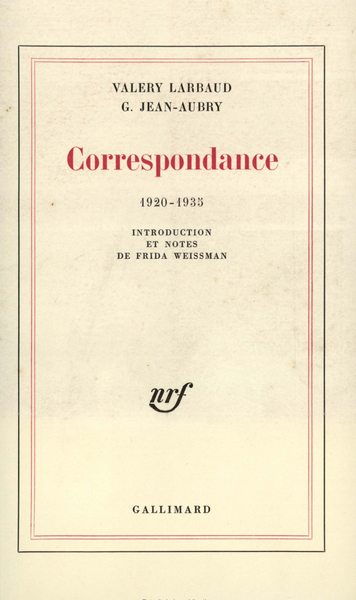 VALERY LARBAUD
G. JEAN-AUBRY
Correspondance
1920-1935
INTRODUCTION
ET NOTES
DE FRIDA WEISSMAN
nrf
GALLIMARD